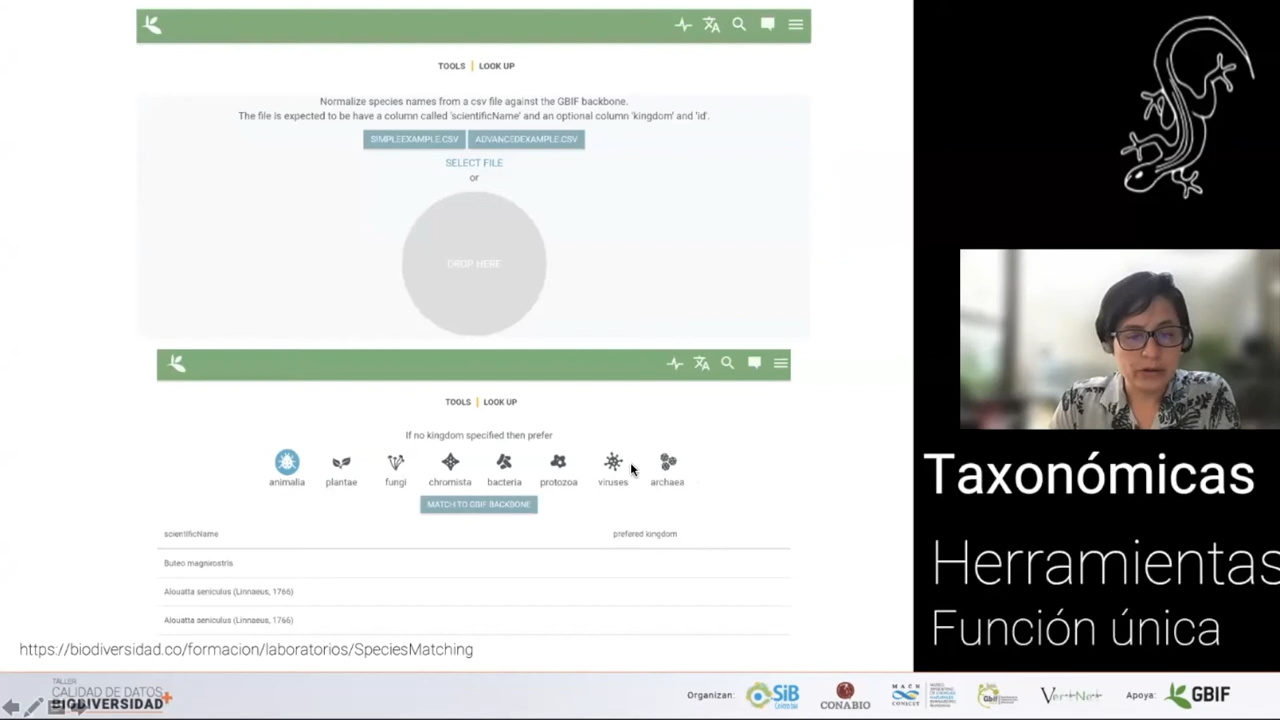 TOOLS | LOOK UP
Normalize species names from a csv file against the GBIF backbone.
The file is expected to be have a column called 'scientificName' and an optional column 'kingdom' and 'id'.
SIMPLEEXAMPLE.CSV ADVANCEDEXAMPLE.CSV
SELECT FILE
or
DROP HERE
TOOLS | LOOK UP
If no kingdom specified then prefer
animalia plantae fungi chromista bacteria protozoa viruses archaea
MATCH TO GBIF BACKBONE
scientificName prefered kingdom
Buteo magnirostris
Alouatta seniculus (Linnaeus, 1766)
Alouatta seniculus (Linnaeus, 1766)
https://biodiversidad.co/formacion/laboratorios/SpeciesMatching
Taxonómicas
Herramientas
Función única
TALLER
CALIDAD DE DATOS
BIODIVERSIDAD +
Organizan: SiB Colombia CONABIO MACN CONICET Gbif VertNet Apoya: GBIF